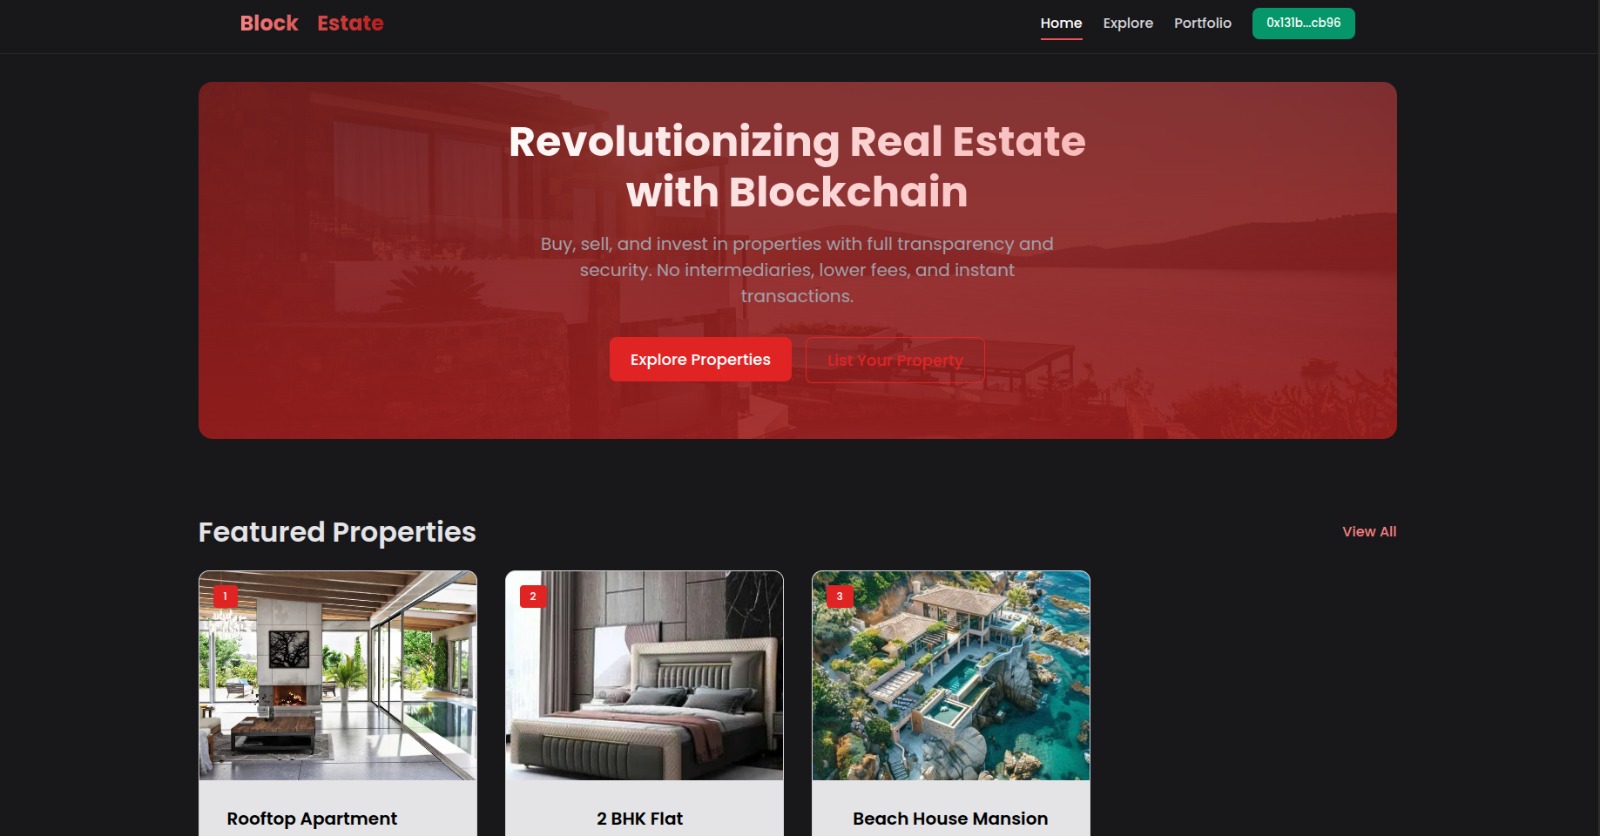 Block Estate
Home Explore Portfolio 0x131b...cb96
Revolutionizing Real Estate
with Blockchain
Buy, sell, and invest in properties with full transparency and
security. No intermediaries, lower fees, and instant
transactions.
Explore Properties List Your Property
Featured Properties View All
1 2 3
Rooftop Apartment 2 BHK Flat Beach House Mansion